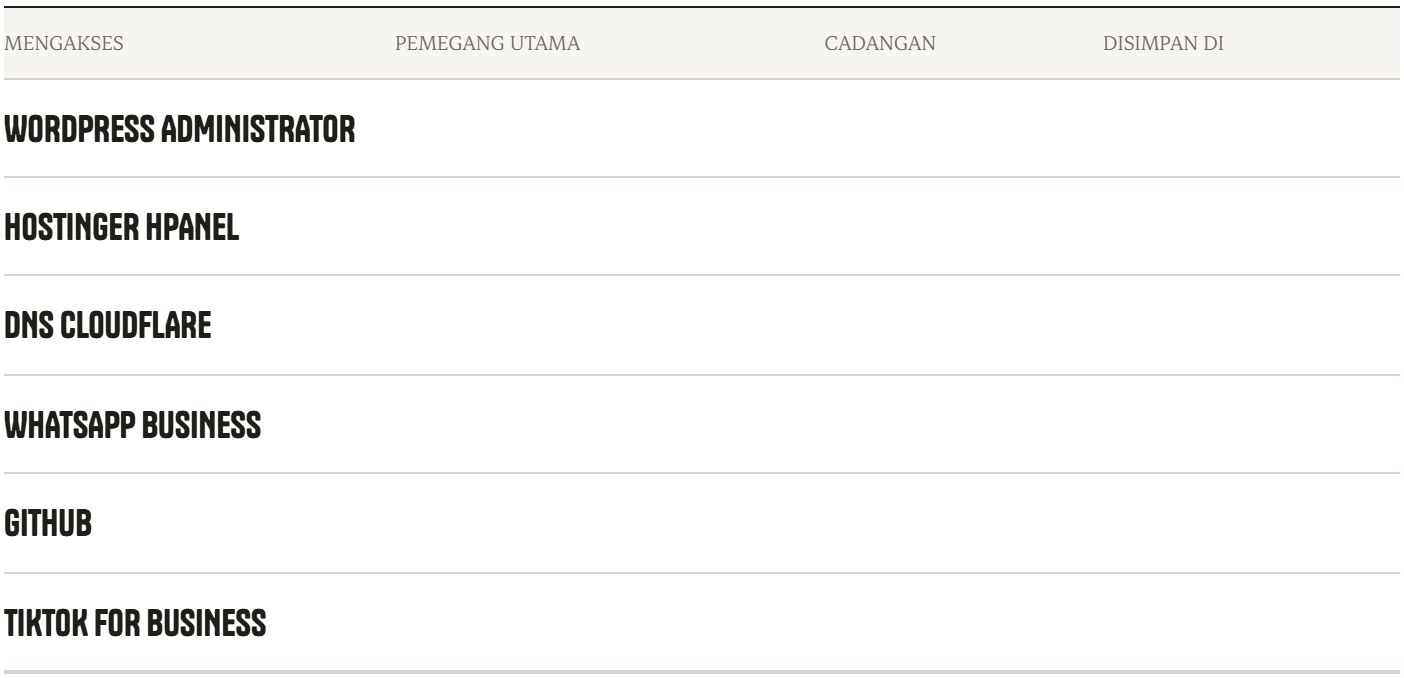 MENGAKSES PEMEGANG UTAMA CADANGAN DISIMPAN DI
WORDPRESS ADMINISTRATOR
HOSTINGER HPANEL
DNS CLOUDFLARE
WHATSAPP BUSINESS
GITHUB
TIKTOK FOR BUSINESS